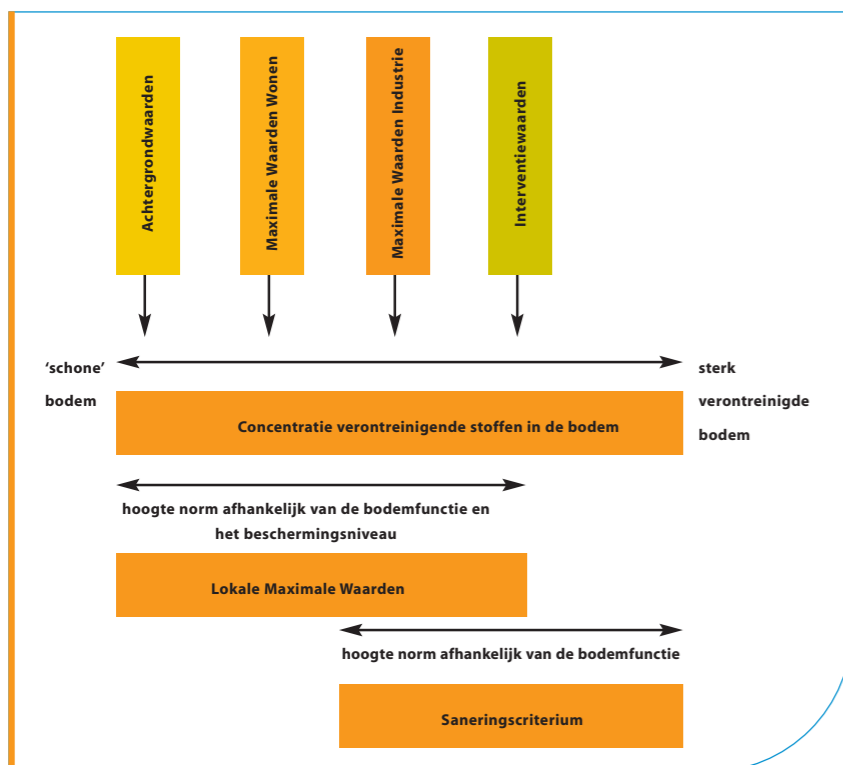 Achtergrondwaarden
Maximale Waarden Wonen
Maximale Waarden Industrie
Interventiewaarden
‘schone’
bodem
sterk
verontreinigde
bodem
Concentratie verontreinigende stoffen in de bodem
hoogte norm afhankelijk van de bodemfunctie en
het beschermingsniveau
Lokale Maximale Waarden
hoogte norm afhankelijk van de bodemfunctie
Saneringscriterium